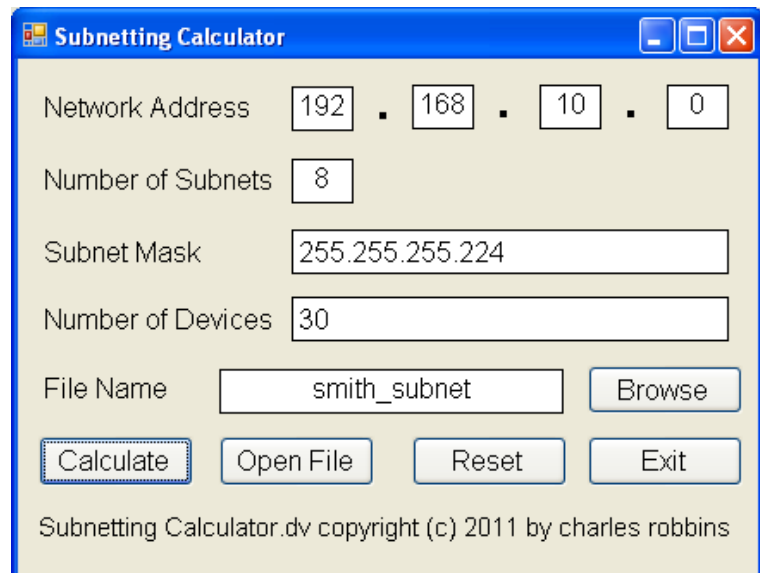 Subnetting Calculator
Network Address 192 . 168 . 10 . 0
Number of Subnets 8
Subnet Mask 255.255.255.224
Number of Devices 30
File Name smith_subnet Browse
Calculate Open File Reset Exit
Subnetting Calculator.dv copyright (c) 2011 by charles robbins